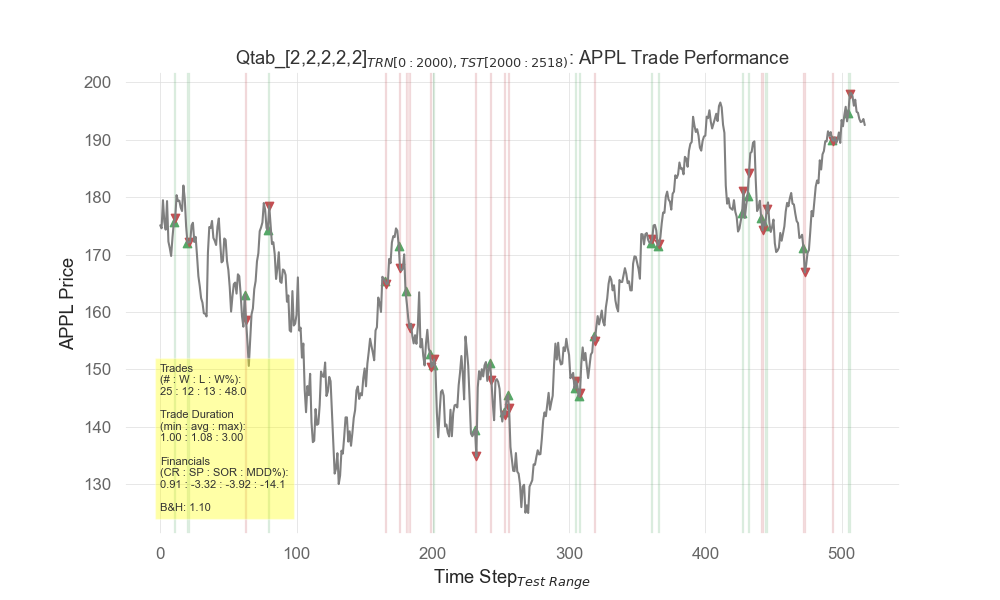 Qtab_[2,2,2,2,2]TRN[0 : 2000), TST[2000 : 2518): APPL Trade Performance
200
190
180
170
160
150
140
130
APPL Price
Trades
(# : W : L : W%):
25 : 12 : 13 : 48.0
Trade Duration
(min : avg : max):
1.00 : 1.08 : 3.00
Financials
(CR : SP : SOR : MDD%):
0.91 : -3.32 : -3.92 : -14.1
B&H: 1.10
0 100 200 300 400 500
Time StepTest Range